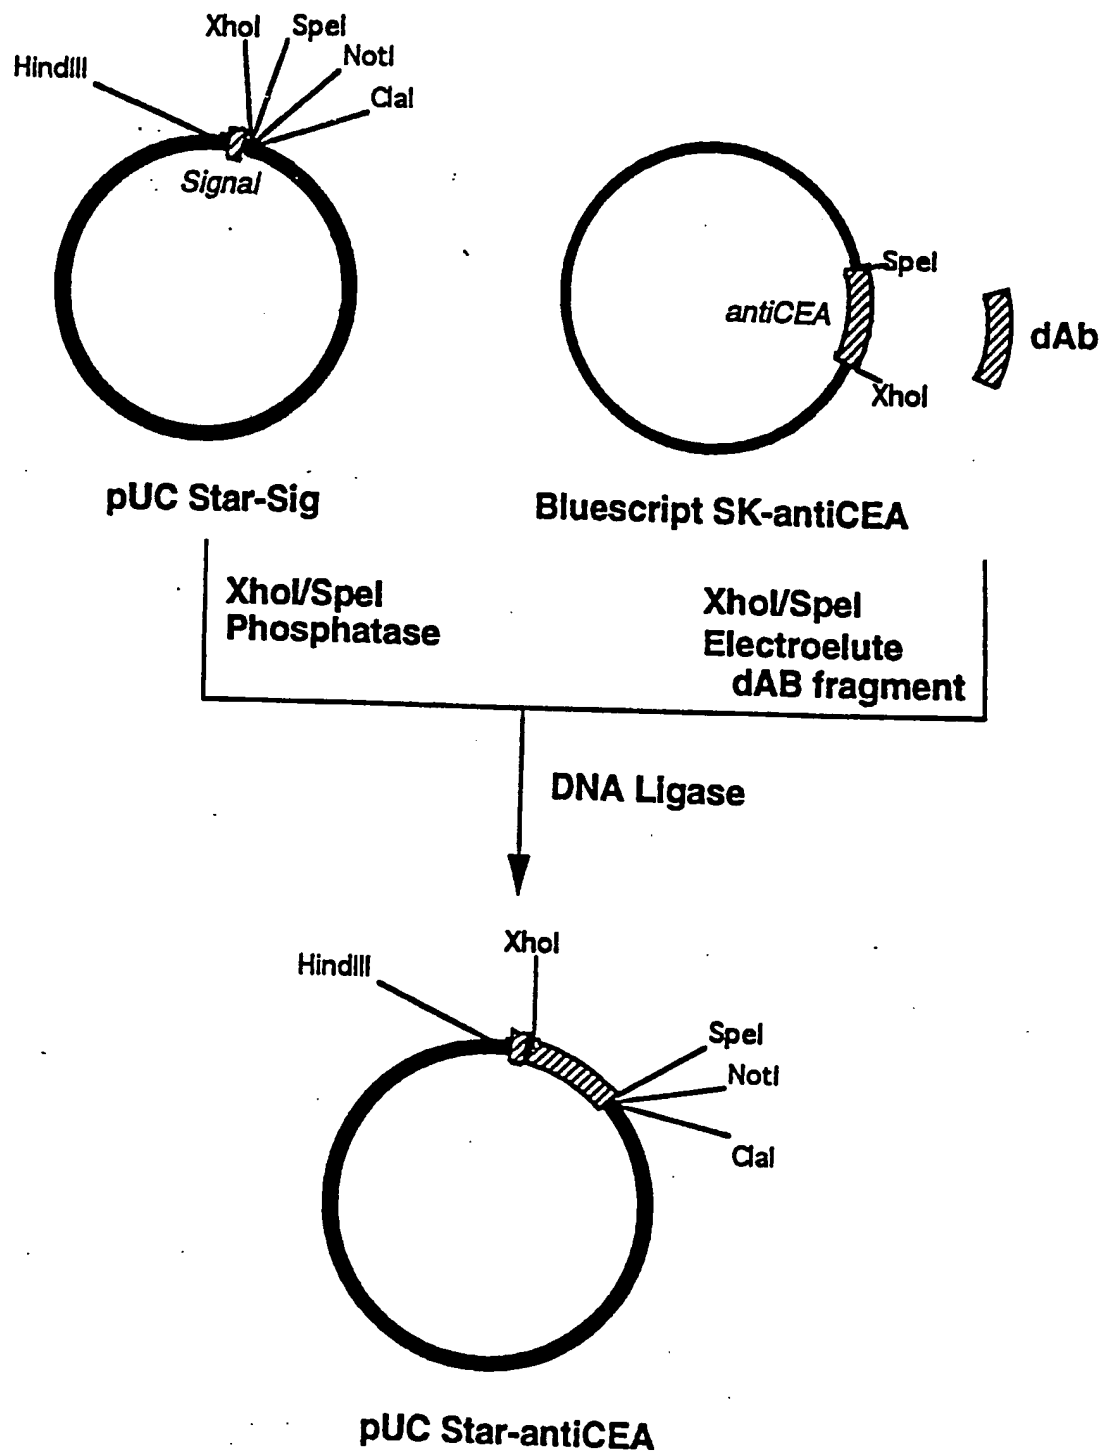 XhoI
SpeI
HindIII
NotI
ClaI
Signal
SpeI
antiCEA
dAb
XhoI
pUC Star-Sig
Bluescript SK-antiCEA
XhoI/SpeI
Phosphatase
XhoI/SpeI
Electroelute
dAB fragment
DNA Ligase
XhoI
HindIII
SpeI
NotI
ClaI
pUC Star-antiCEA